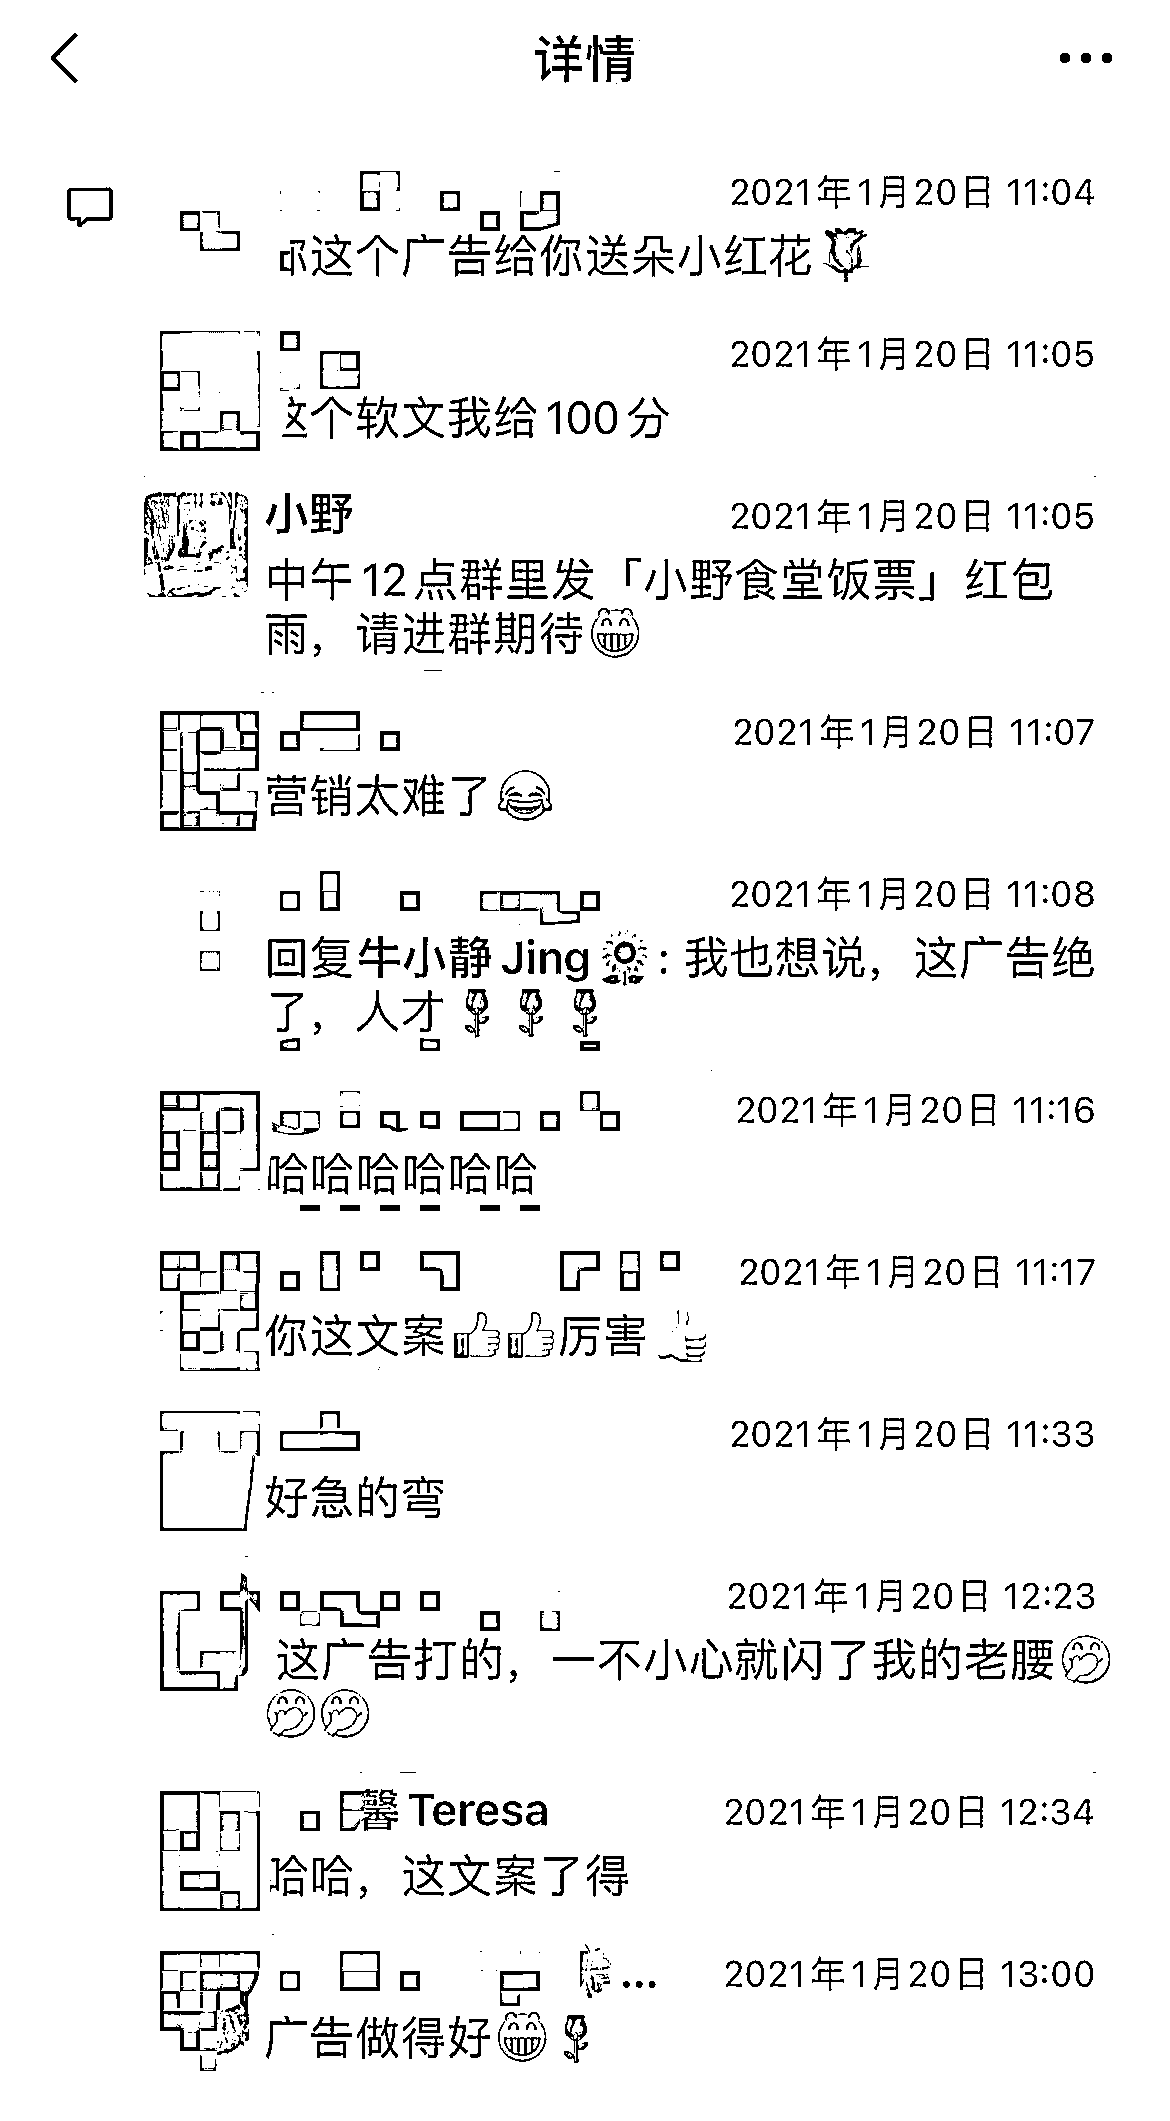 详情
2021年1月20日 11:04
这个广告给你送朵小红花🌹
2021年1月20日 11:05
这个软文我给100分
小野
2021年1月20日 11:05
中午12点群里发「小野食堂饭票」红包
雨，请进群期待😁
2021年1月20日 11:07
营销太难了😂
2021年1月20日 11:08
回复牛小静Jing🌻: 我也想说，这广告绝
了，人才🌹🌹🌹
2021年1月20日 11:16
哈哈哈哈哈哈
2021年1月20日 11:17
你这文案👍👍厉害👍
2021年1月20日 11:33
好急的弯
2021年1月20日 12:23
这广告打的，一不小心就闪了我的老腰🤭
🤭🤭
馨 Teresa
2021年1月20日 12:34
哈哈，这文案了得
...
2021年1月20日 13:00
广告做得好😁🌹